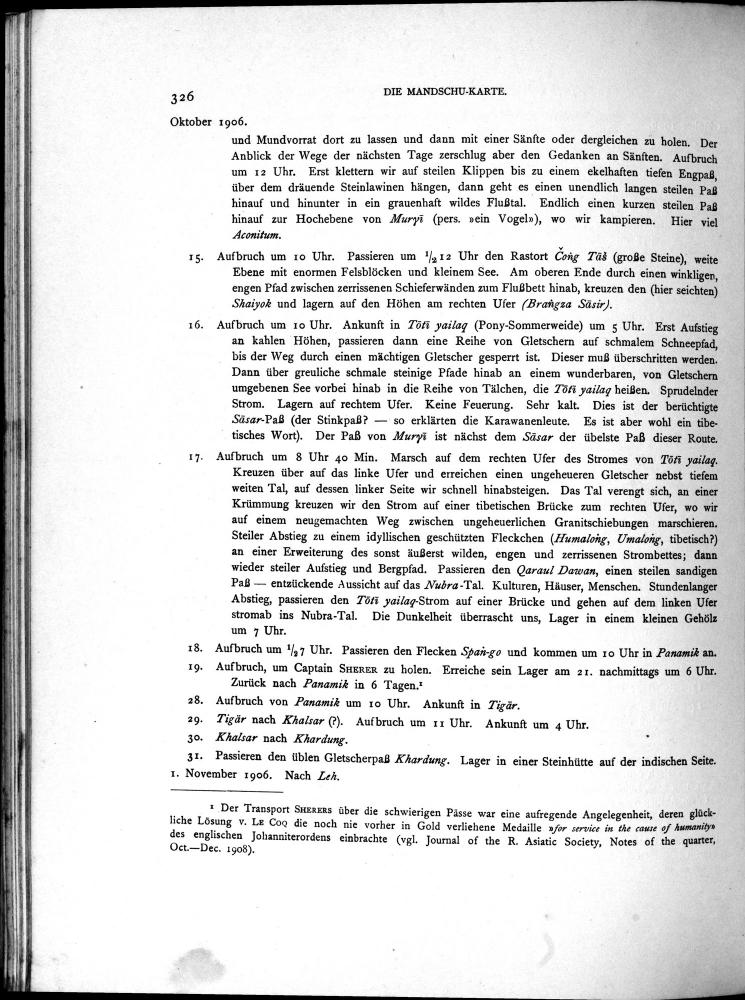 326
DIE MANDSCHU-KARTE.
Oktober 1906.
und Mundvorrat dort zu lassen und dann mit einer Sänfte oder dergleichen zu holen. Der
Anblick der Wege der nächsten Tage zerschlug aber den Gedanken an Sänften. Aufbruch
um 12 Uhr. Erst klettern wir auf steilen Klippen bis zu einem ekelhaften tiefen Engpaß,
über dem dräuende Steinlawinen hängen, dann geht es einen unendlich langen steilen Paß
hinauf und hinunter in ein grauenhaft wildes Flußtal. Endlich einen kurzen steilen Paß
hinauf zur Hochebene von Muryï (pers. »ein Vogel«), wo wir kampieren. Hier viel
Aconitum.
15. Aufbruch um 10 Uhr. Passieren um 1/2 12 Uhr den Rastort Čoṅg Tāš (große Steine), weite
Ebene mit enormen Felsblöcken und kleinem See. Am oberen Ende durch einen winkligen,
engen Pfad zwischen zerrissenen Schieferwänden zum Flußbett hinab, kreuzen den (hier seichten)
Shaiyok und lagern auf den Höhen am rechten Ufer (Braṅgza Sāsir).
16. Aufbruch um 10 Uhr. Ankunft in Tötï yailaq (Pony-Sommerweide) um 5 Uhr. Erst Aufstieg
an kahlen Höhen, passieren dann eine Reihe von Gletschern auf schmalem Schneepfad,
bis der Weg durch einen mächtigen Gletscher gesperrt ist. Dieser muß überschritten werden.
Dann über greuliche schmale steinige Pfade hinab an einem wunderbaren, von Gletschern
umgebenen See vorbei hinab in die Reihe von Tälchen, die Tötï yailaq heißen. Sprudelnder
Strom. Lagern auf rechtem Ufer. Keine Feuerung. Sehr kalt. Dies ist der berüchtigte
Sāsar-Paß (der Stinkpaß? — so erklärten die Karawanenleute. Es ist aber wohl ein tibe-
tisches Wort). Der Paß von Muryï ist nächst dem Sāsar der übelste Paß dieser Route.
17. Aufbruch um 8 Uhr 40 Min. Marsch auf dem rechten Ufer des Stromes von Tötï yailaq.
Kreuzen über auf das linke Ufer und erreichen einen ungeheueren Gletscher nebst tiefem
weiten Tal, auf dessen linker Seite wir schnell hinabsteigen. Das Tal verengt sich, an einer
Krümmung kreuzen wir den Strom auf einer tibetischen Brücke zum rechten Ufer, wo wir
auf einem neugemachten Weg zwischen ungeheuerlichen Granitschiebungen marschieren.
Steiler Abstieg zu einem idyllischen geschützten Fleckchen (Humaloṅg, Umaloṅg, tibetisch?)
an einer Erweiterung des sonst äußerst wilden, engen und zerrissenen Strombettes; dann
wieder steiler Aufstieg und Bergpfad. Passieren den Qaraul Dawan, einen steilen sandigen
Paß — entzückende Aussicht auf das Nubra-Tal. Kulturen, Häuser, Menschen. Stundenlanger
Abstieg, passieren den Tötï yailaq-Strom auf einer Brücke und gehen auf dem linken Ufer
stromab ins Nubra-Tal. Die Dunkelheit überrascht uns, Lager in einem kleinen Gehölz
um 7 Uhr.
18. Aufbruch um 1/2 7 Uhr. Passieren den Flecken Spaṅ-go und kommen um 10 Uhr in Panamik an.
19. Aufbruch, um Captain SHERER zu holen. Erreiche sein Lager am 21. nachmittags um 6 Uhr.
Zurück nach Panamik in 6 Tagen.¹
28. Aufbruch von Panamik um 10 Uhr. Ankunft in Tigär.
29. Tigär nach Khalsar (?). Aufbruch um 11 Uhr. Ankunft um 4 Uhr.
30. Khalsar nach Khardung.
31. Passieren den üblen Gletscherpaß Khardung. Lager in einer Steinhütte auf der indischen Seite.
1. November 1906. Nach Leh.
¹ Der Transport SHERERS über die schwierigen Pässe war eine aufregende Angelegenheit, deren glück-
liche Lösung v. LE COQ die noch nie vorher in Gold verliehene Medaille »for service in the cause of humanity«
des englischen Johanniterordens einbrachte (vgl. Journal of the R. Asiatic Society, Notes of the quarter,
Oct.—Dec. 1908).